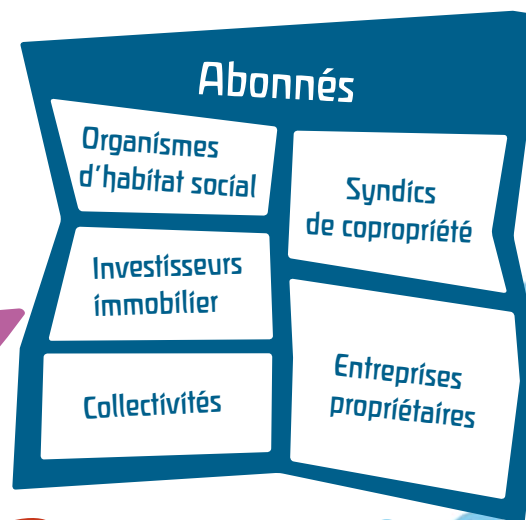 Abonnés
Organismes
d'habitat social
Syndics
de copropriété
Investisseurs
immobilier
Entreprises
propriétaires
Collectivités